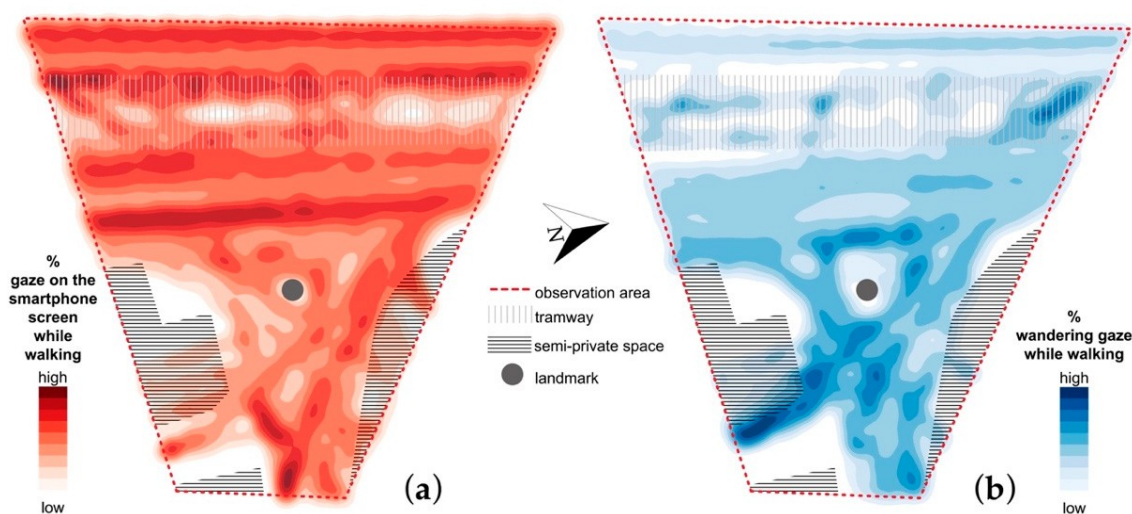 %
gaze on the
smartphone
screen
while
walking
high
low
(a)
N
observation area
tramway
semi-private space
landmark
(b)
%
wandering gaze
while walking
high
low